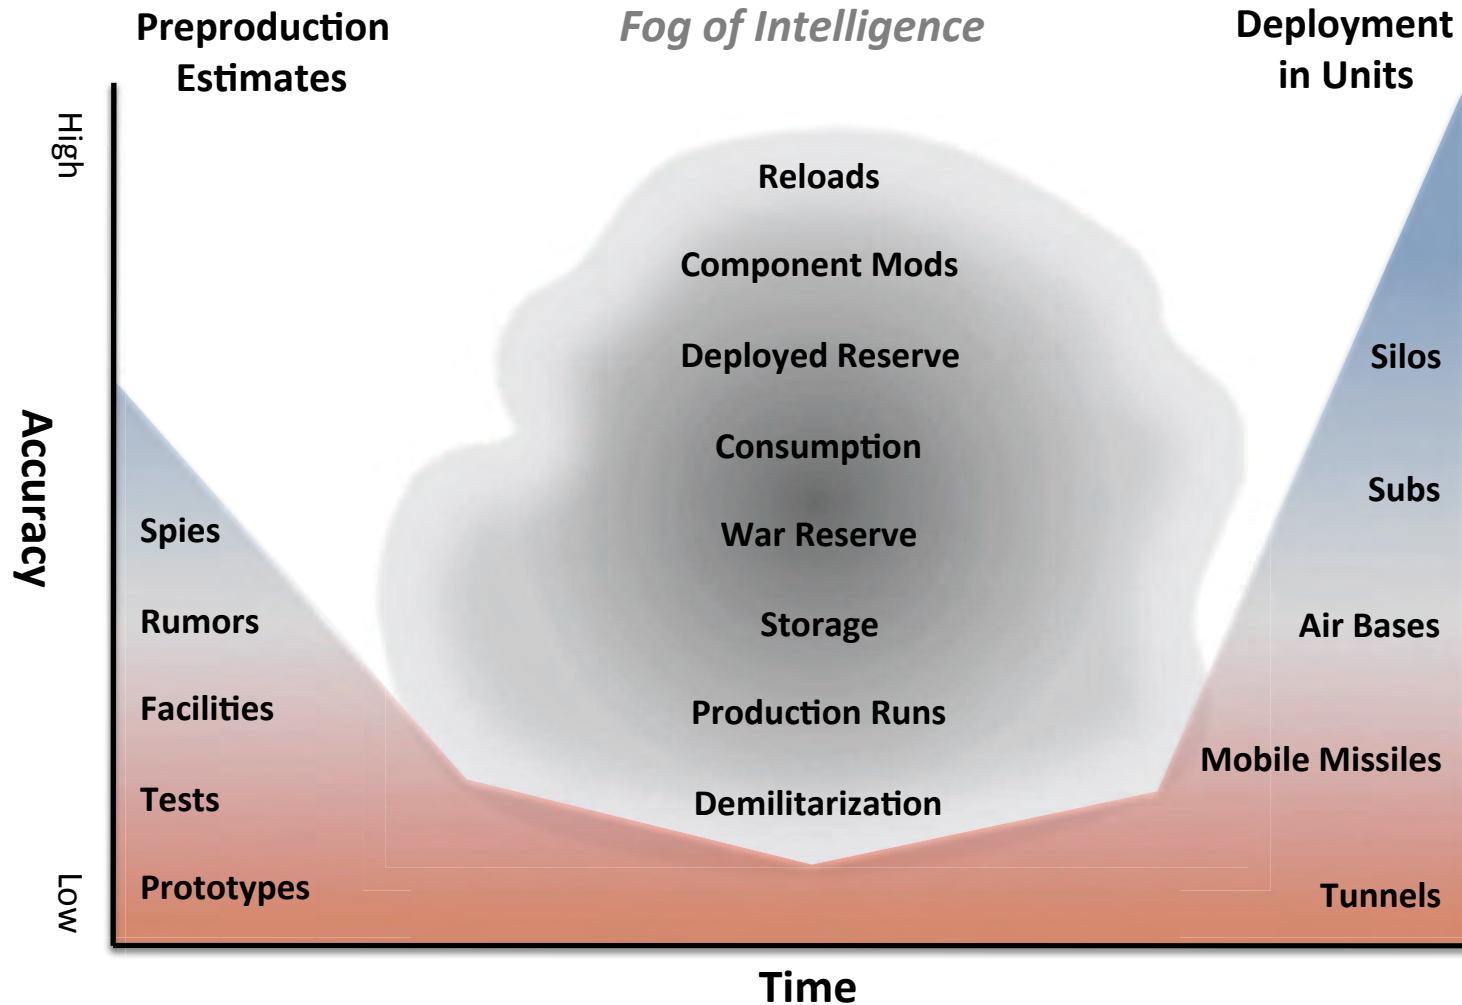 Preproduction
Estimates
Fog of Intelligence
Deployment
in Units
High
Accuracy
Low
Spies
Rumors
Facilities
Tests
Prototypes
Reloads
Component Mods
Deployed Reserve
Consumption
War Reserve
Storage
Production Runs
Demilitarization
Silos
Subs
Air Bases
Mobile Missiles
Tunnels
Time